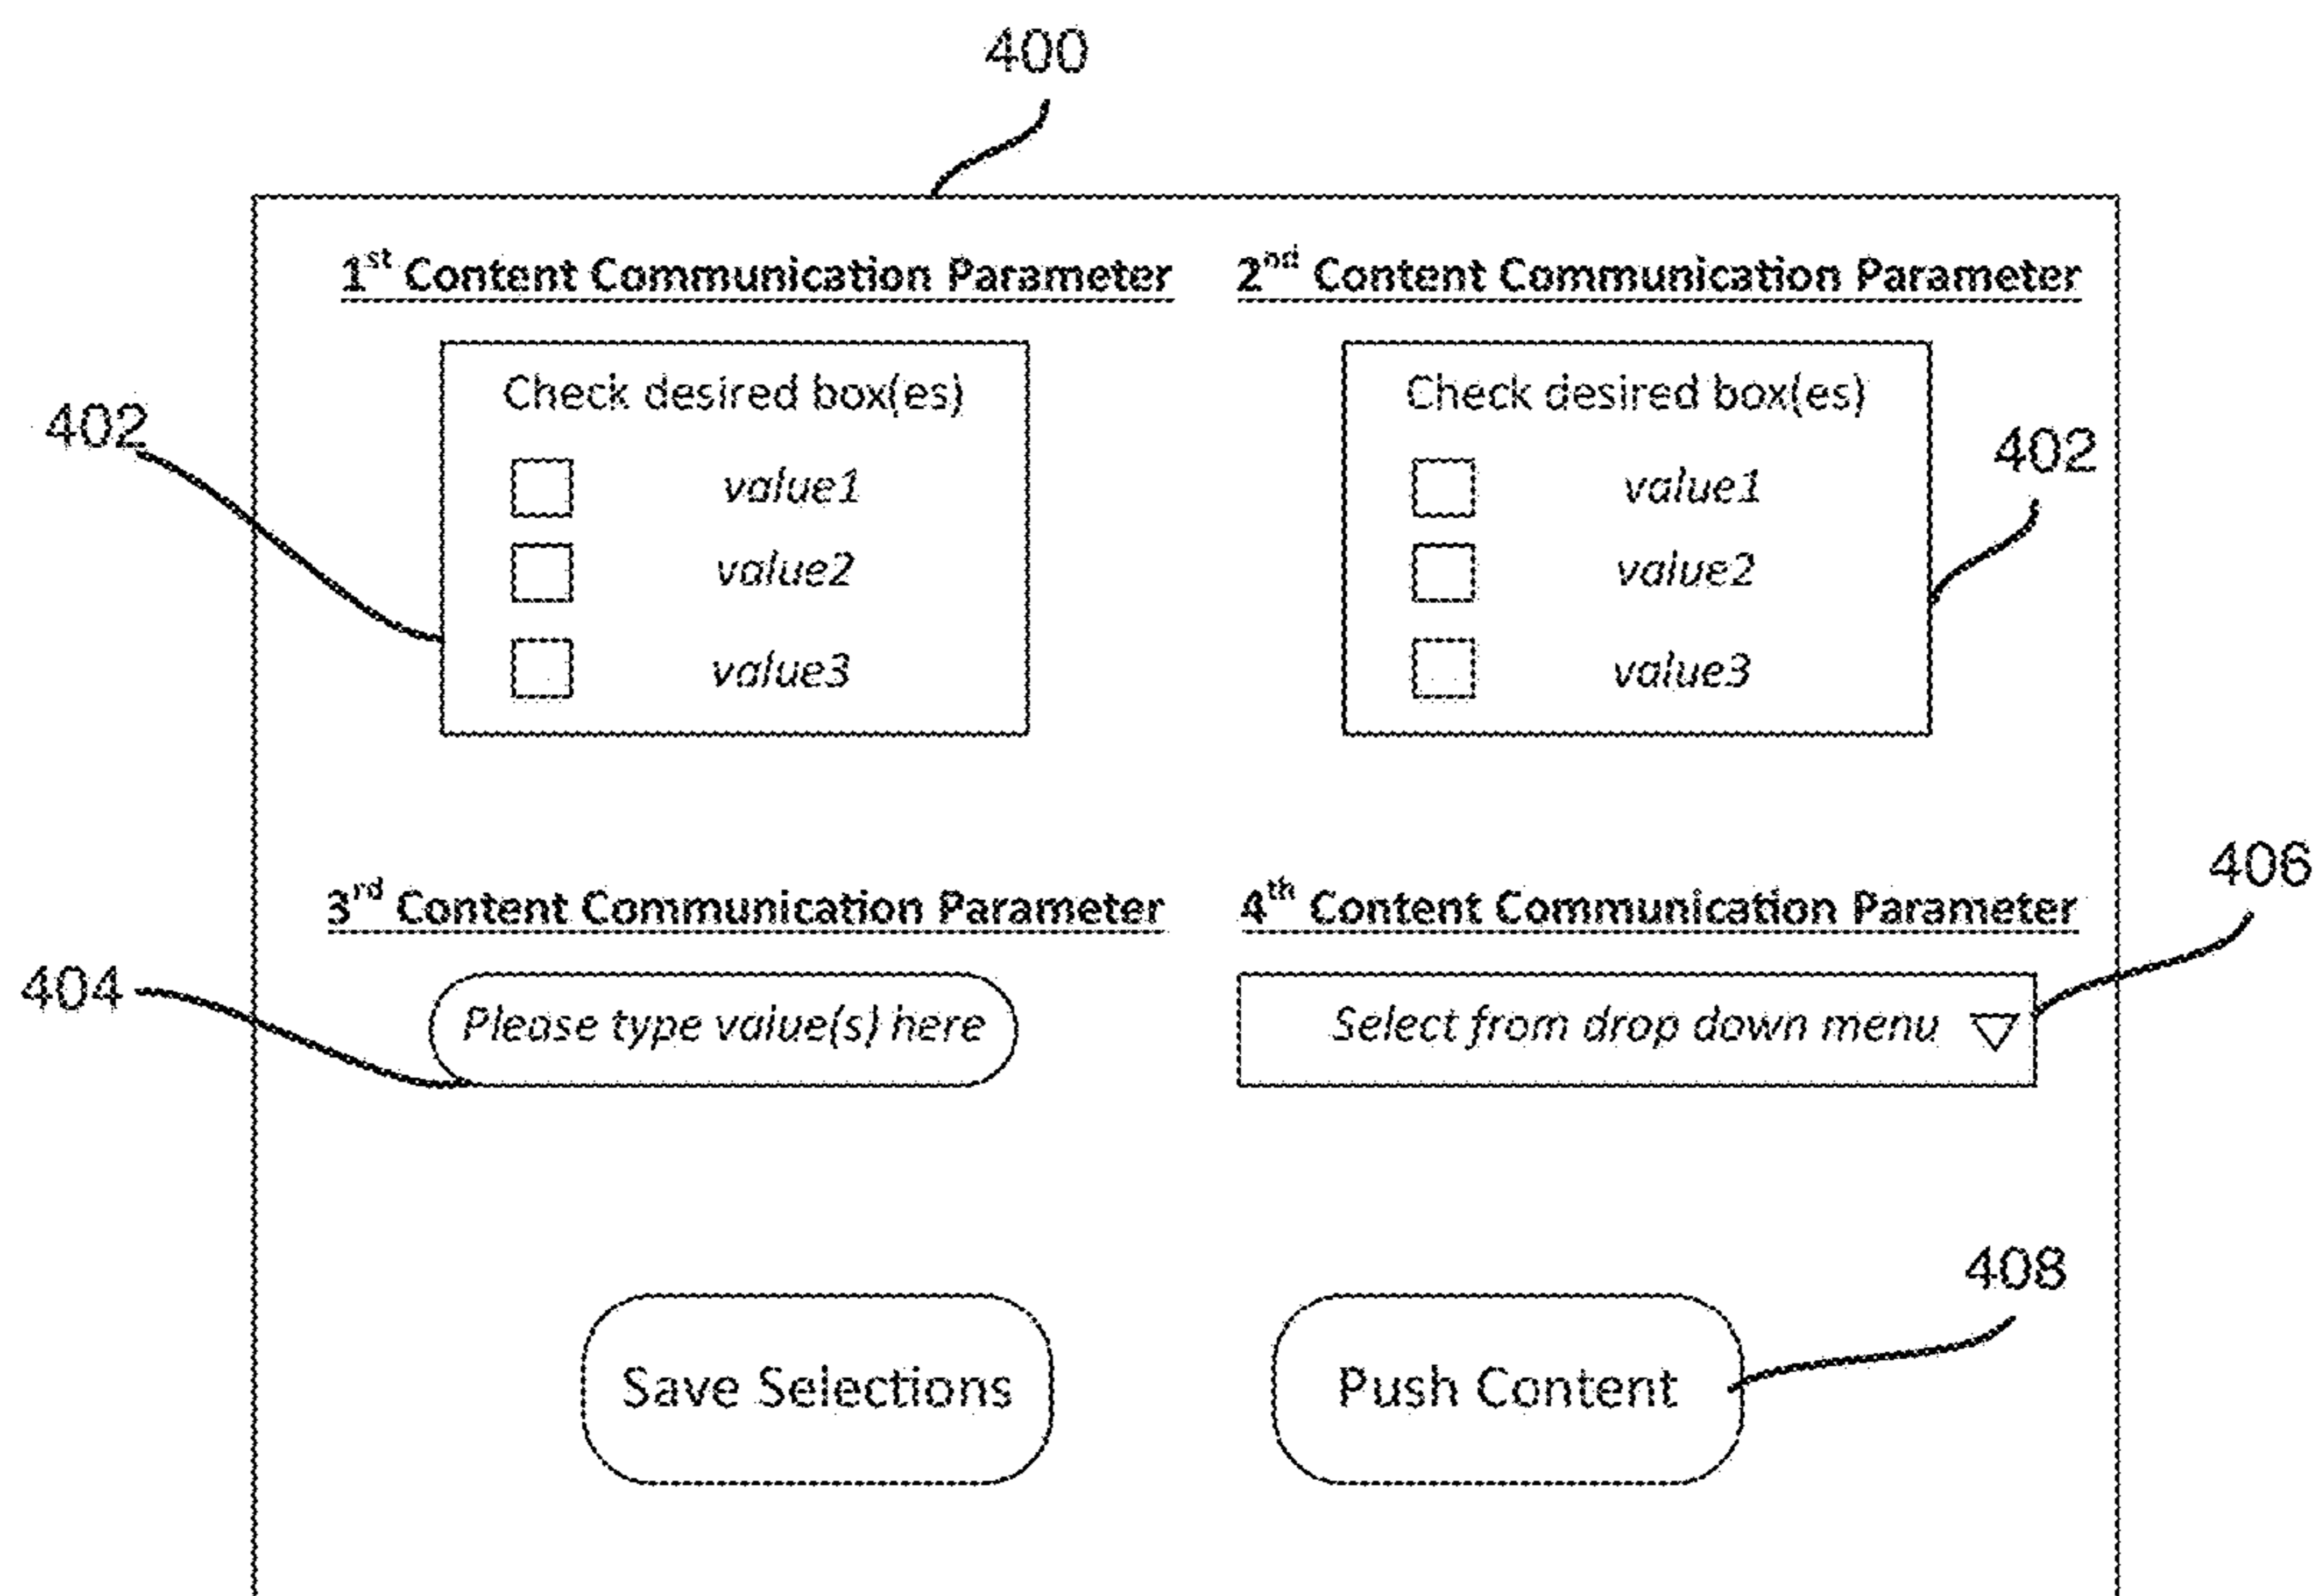 400
1st Content Communication Parameter
2nd Content Communication Parameter
402
Check desired box(es)
value1
value2
value3
Check desired box(es)
value1
value2
value3
402
3rd Content Communication Parameter
4th Content Communication Parameter
406
404
Please type value(s) here
Select from drop down menu
408
Save Selections
Push Content